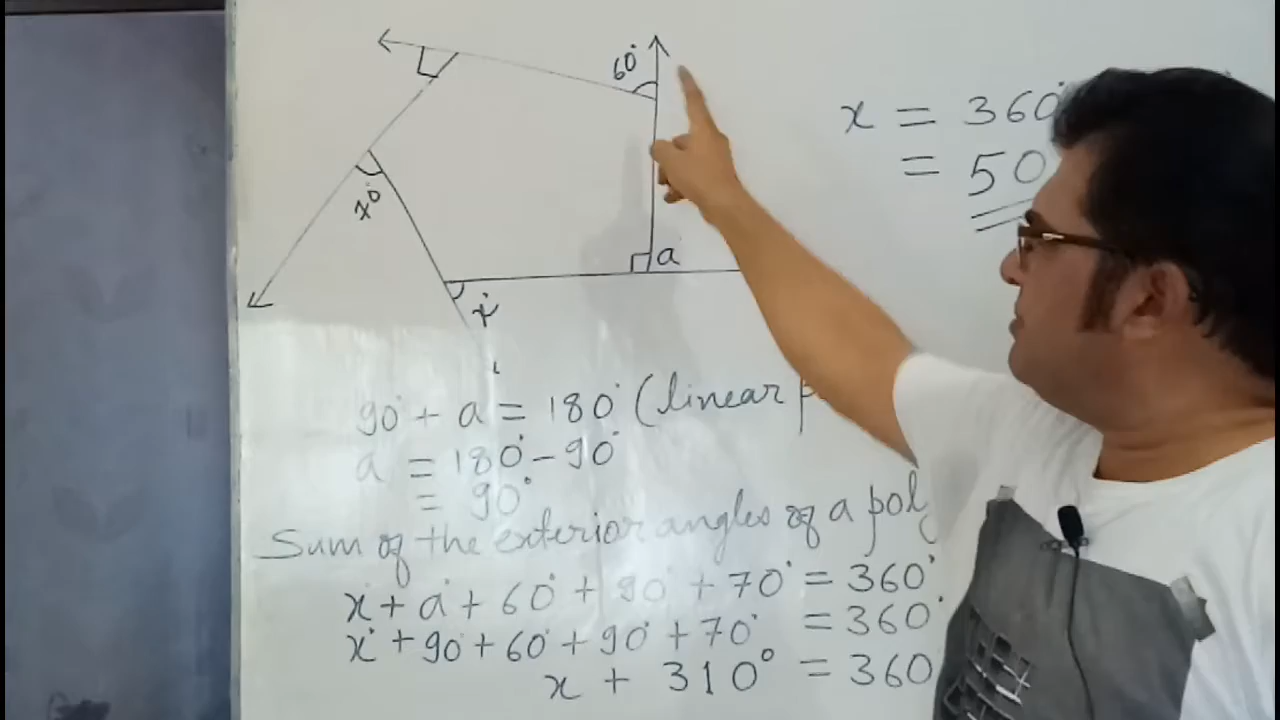 60°
70°
a°
x°
x = 360°
= 50
90° + a° = 180° (linear
a = 180° - 90°
= 90°
Sum of the exterior angles of a
x° + a° + 60° + 90° + 70° = 360°
x° + 90° + 60° + 90° + 70° = 360°
x + 310° = 360